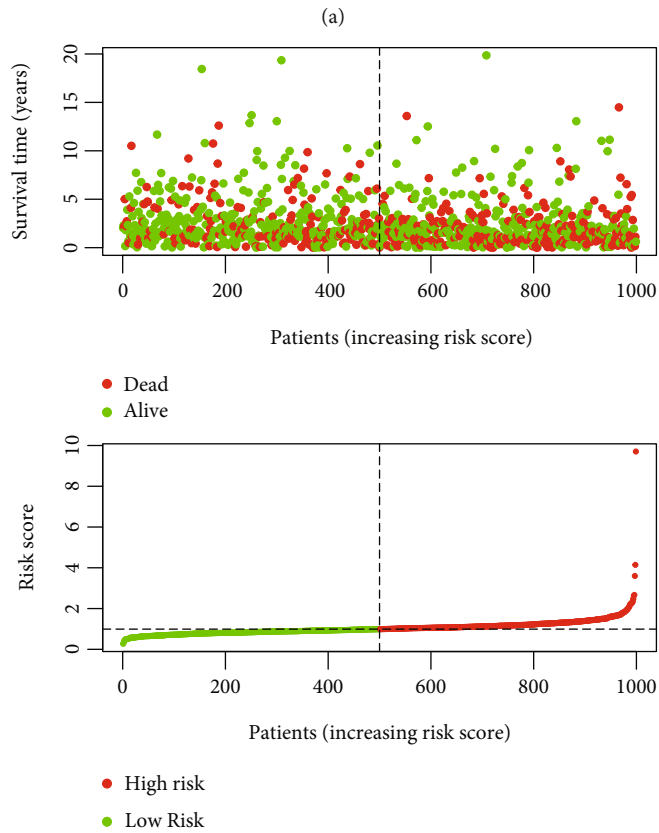 (a)
Survival time (years)
20
15
10
5
0
0 200 400 600 800 1000
Patients (increasing risk score)
Dead
Alive
Risk score
10
8
6
4
2
0
0 200 400 600 800 1000
Patients (increasing risk score)
High risk
Low Risk